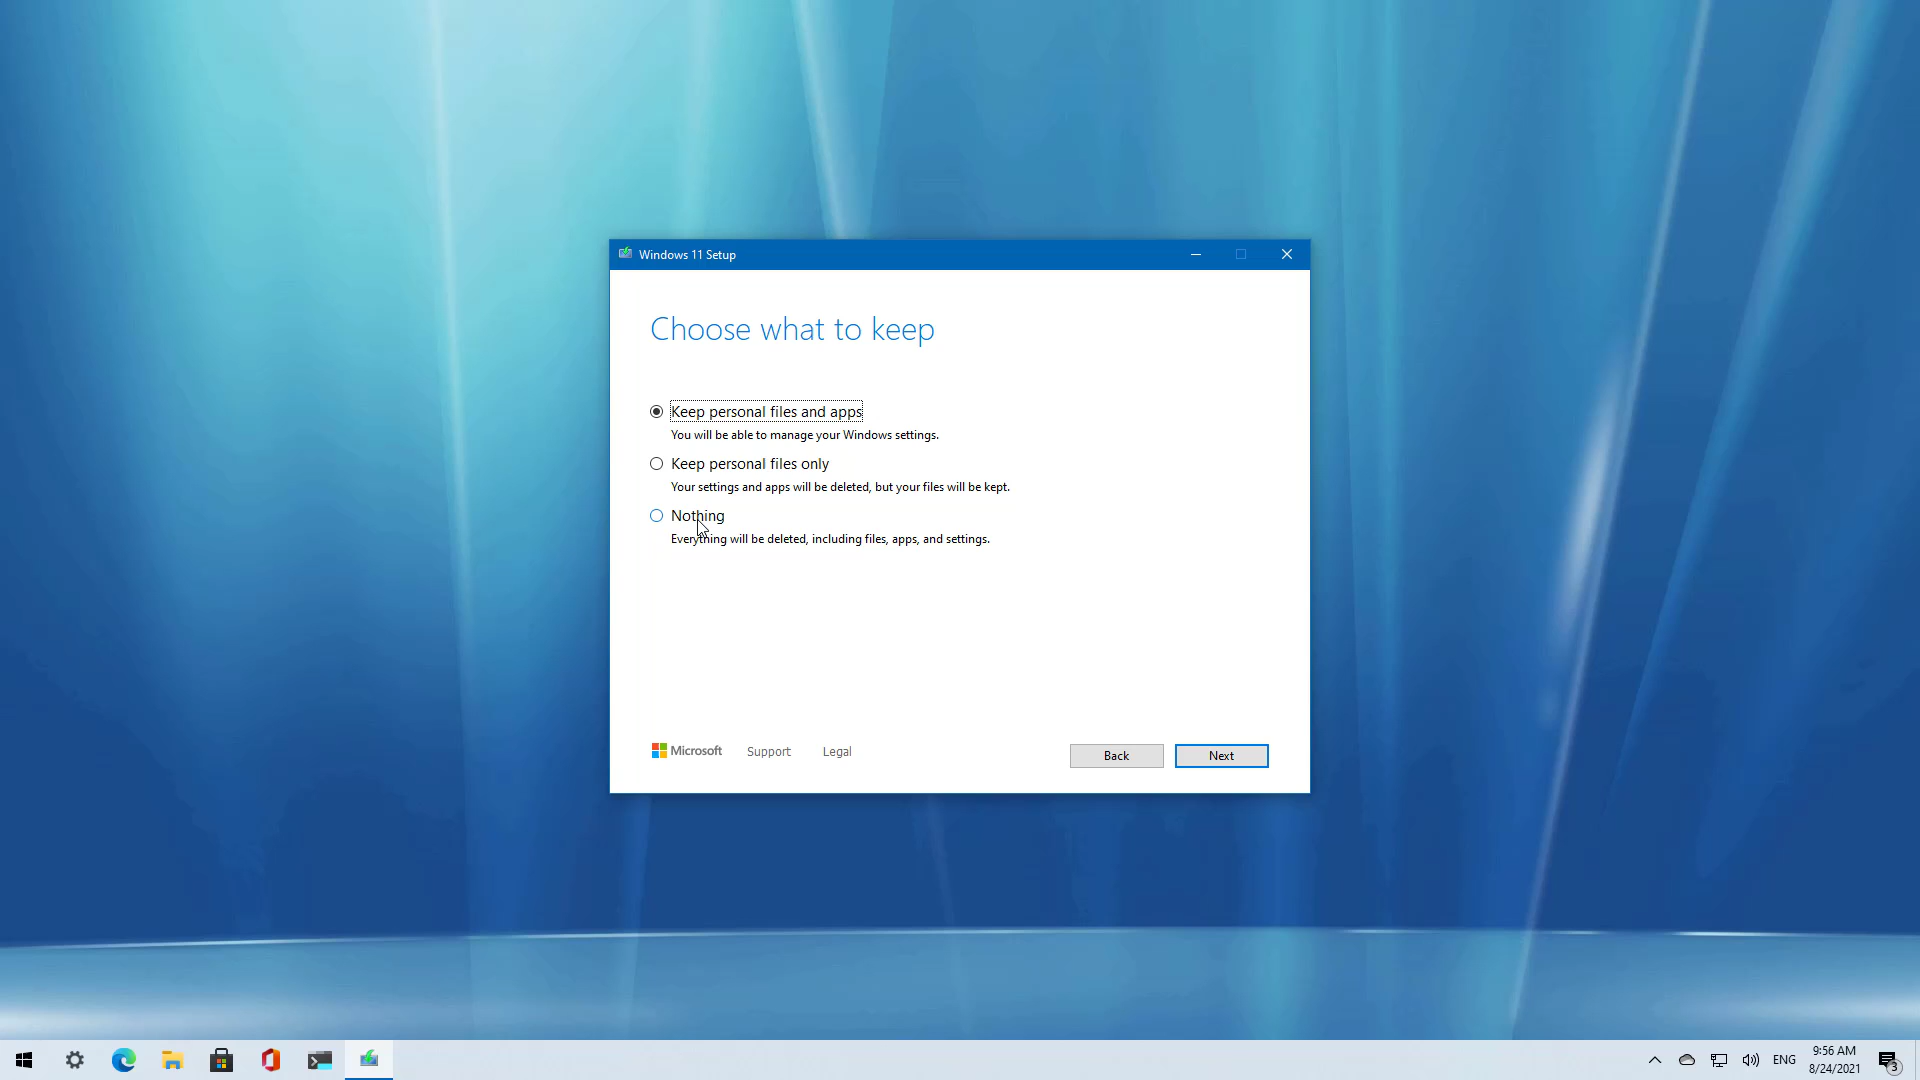 Windows 11 Setup
Choose what to keep
Keep personal files and apps
You will be able to manage your Windows settings.
Keep personal files only
Your settings and apps will be deleted, but your files will be kept.
Nothing
Everything will be deleted, including files, apps, and settings.
Microsoft Support Legal Back Next
ENG 9:56 AM
8/24/2021
3